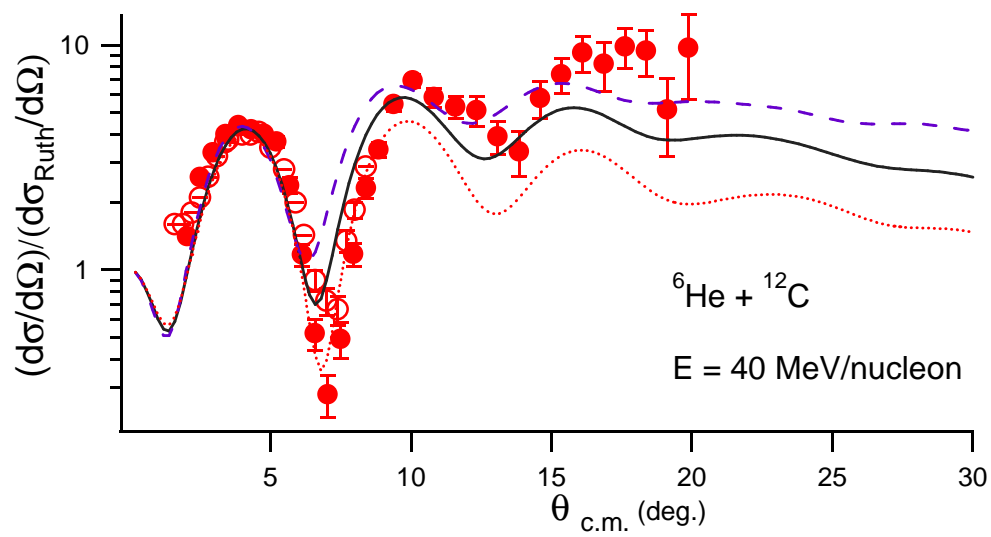 (dσ/dΩ)/(dσRuth/dΩ)
10
1
⁶He + ¹²C
E = 40 MeV/nucleon
5 10 15 20 25 30
θ c.m. (deg.)